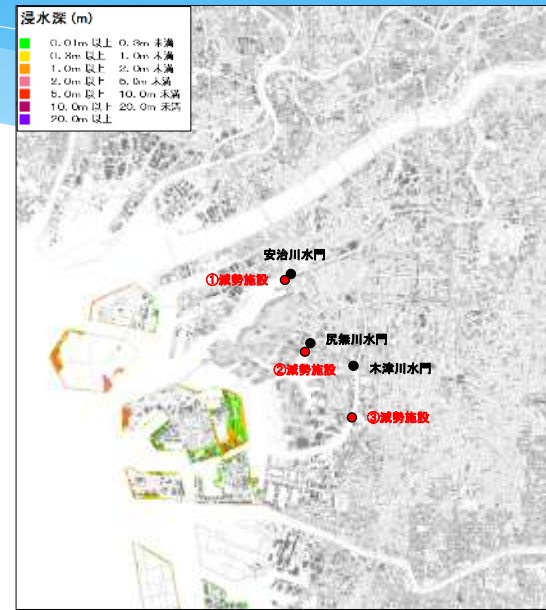 浸水深(m)
0.01m 以上 0.3m 未満
0.3m 以上 1.0m 未満
1.0m 以上 2.0m 未満
2.0m 以上 5.0m 未満
5.0m 以上 10.0m 未満
10.0m 以上 20.0m 未満
20.0m 以上
安治川水門
①減勢施設
尻無川水門
②減勢施設
木津川水門
③減勢施設